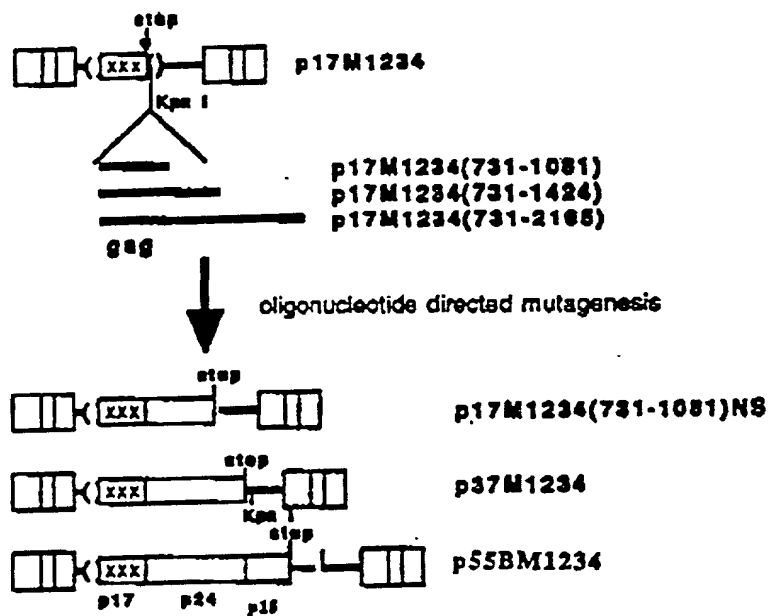 stop
xxx
p17M1234
Kpn I
p17M1234(731-1081)
p17M1234(731-1424)
p17M1234(731-2165)
gag
oligonucleotide directed mutagenesis
stop
xxx
p17M1234(731-1081)NS
stop
xxx
p37M1234
Kpn
stop
xxx
p55BM1234
p17 p24 p15